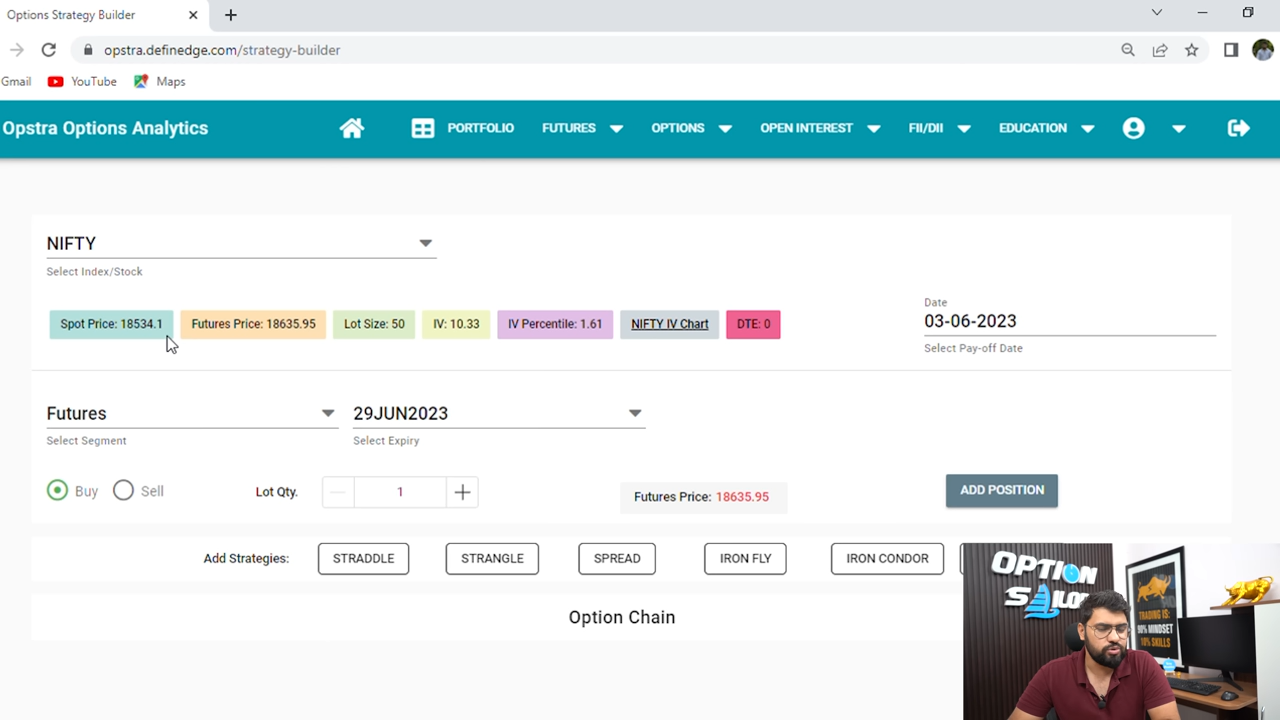 Options Strategy Builder
opstra.definedge.com/strategy-builder
Gmail YouTube Maps
Opstra Options Analytics PORTFOLIO FUTURES OPTIONS OPEN INTEREST FII/DII EDUCATION
NIFTY
Select Index/Stock
Spot Price: 18534.1 Futures Price: 18635.95 Lot Size: 50 IV: 10.33 IV Percentile: 1.61 NIFTY IV Chart DTE: 0
Date
03-06-2023
Select Pay-off Date
Futures 29JUN2023
Select Segment Select Expiry
Buy Sell Lot Qty. 1 Futures Price: 18635.95 ADD POSITION
Add Strategies: STRADDLE STRANGLE SPREAD IRON FLY IRON CONDOR
Option Chain
OPTION
TRADING IS:
90% MINDSET
10% SKILLS